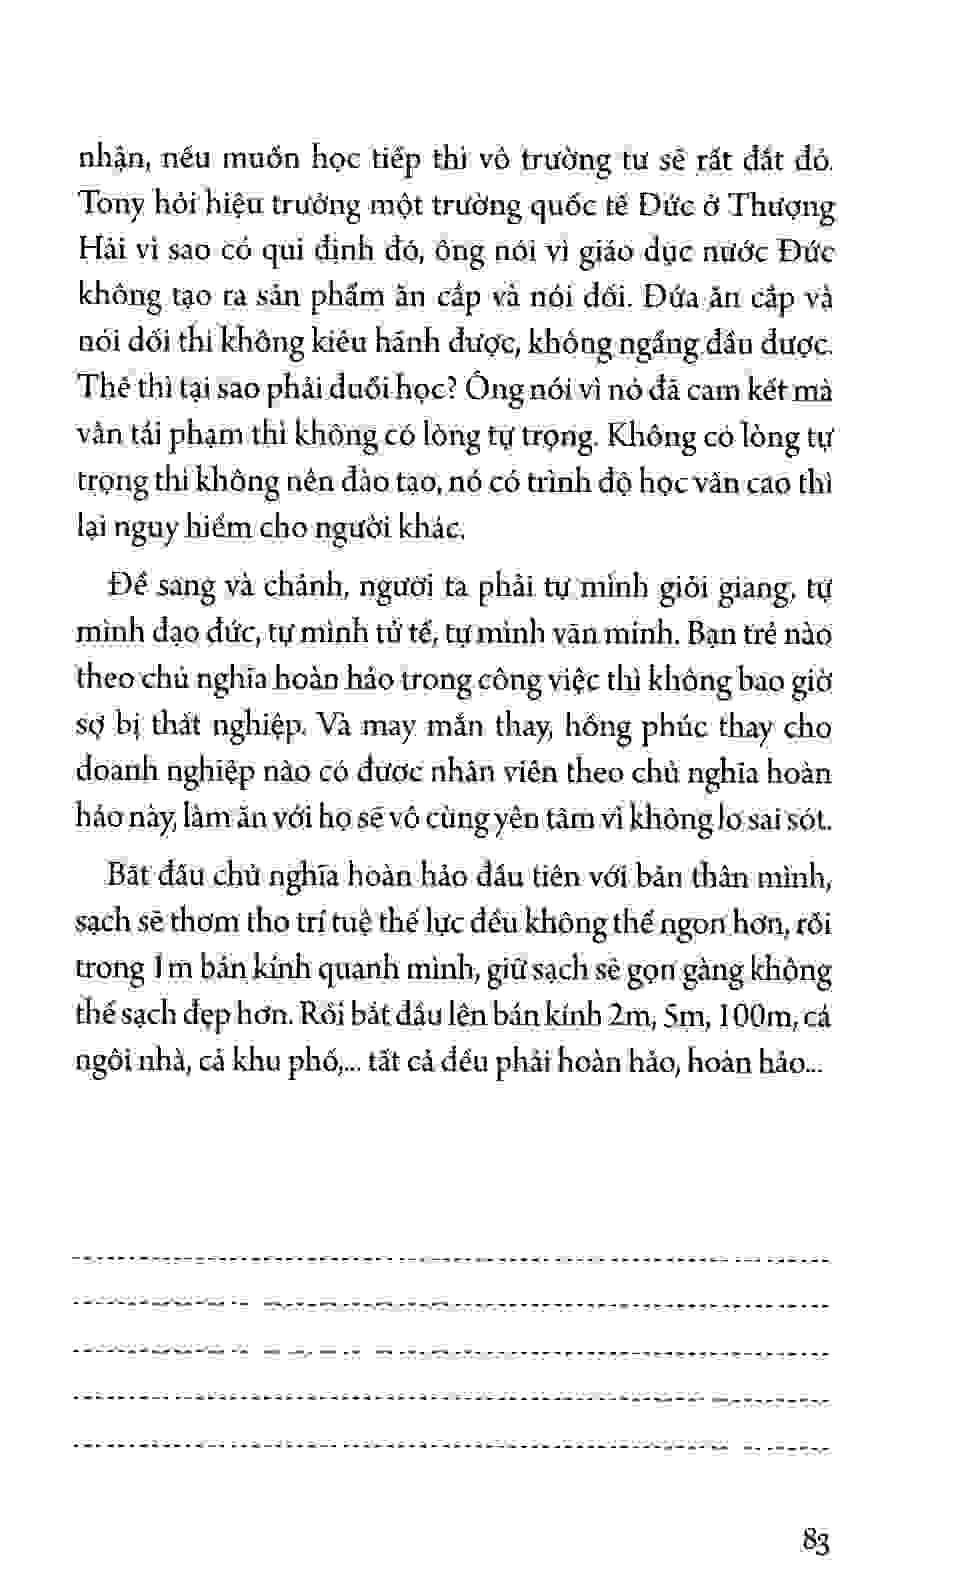 nhận, nếu muốn học tiếp thì vô trường tư sẽ rất đắt đỏ.
Tony hỏi hiệu trưởng một trường quốc tế Đức ở Thượng
Hải vì sao có qui định đó, ông nói vì giáo dục nước Đức
không tạo ra sản phẩm ăn cắp và nói dối. Đứa ăn cắp và
nói dối thì không kiêu hãnh được, không ngẩng đầu được.
Thế thì tại sao phải đuổi học? Ông nói vì nó đã cam kết mà
vẫn tái phạm thì không có lòng tự trọng. Không có lòng tự
trọng thì không nên đào tạo, nó có trình độ học vấn cao thì
lại nguy hiểm cho người khác.
Để sang và chảnh, người ta phải tự mình giỏi giang, tự
mình đạo đức, tự mình tử tế, tự mình văn minh. Bạn trẻ nào
theo chủ nghĩa hoàn hảo trong công việc thì không bao giờ
sợ bị thất nghiệp. Và may mắn thay, hồng phúc thay cho
doanh nghiệp nào có được nhân viên theo chủ nghĩa hoàn
hảo này, làm ăn với họ sẽ vô cùng yên tâm vì không lo sai sót.
Bắt đầu chủ nghĩa hoàn hảo đầu tiên với bản thân mình,
sạch sẽ thơm tho trí tuệ thể lực đều không thể ngon hơn, rồi
trong 1m bán kính quanh mình, giữ sạch sẽ gọn gàng không
thể sạch đẹp hơn. Rồi bắt đầu lên bán kính 2m, 5m, 100m, cả
ngôi nhà, cả khu phố,... tất cả đều phải hoàn hảo, hoàn hảo...
83